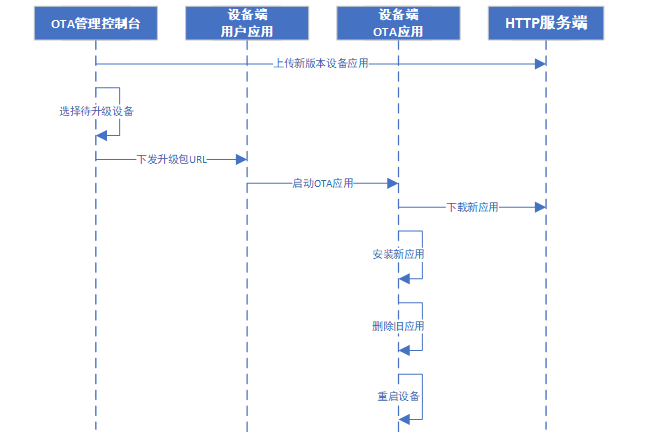 OTA管理控制台
设备端
用户应用
设备端
OTA应用
HTTP服务端
上传新版本设备应用
选择待升级设备
下发升级包URL
启动OTA应用
下载新应用
安装新应用
删除旧应用
重启设备